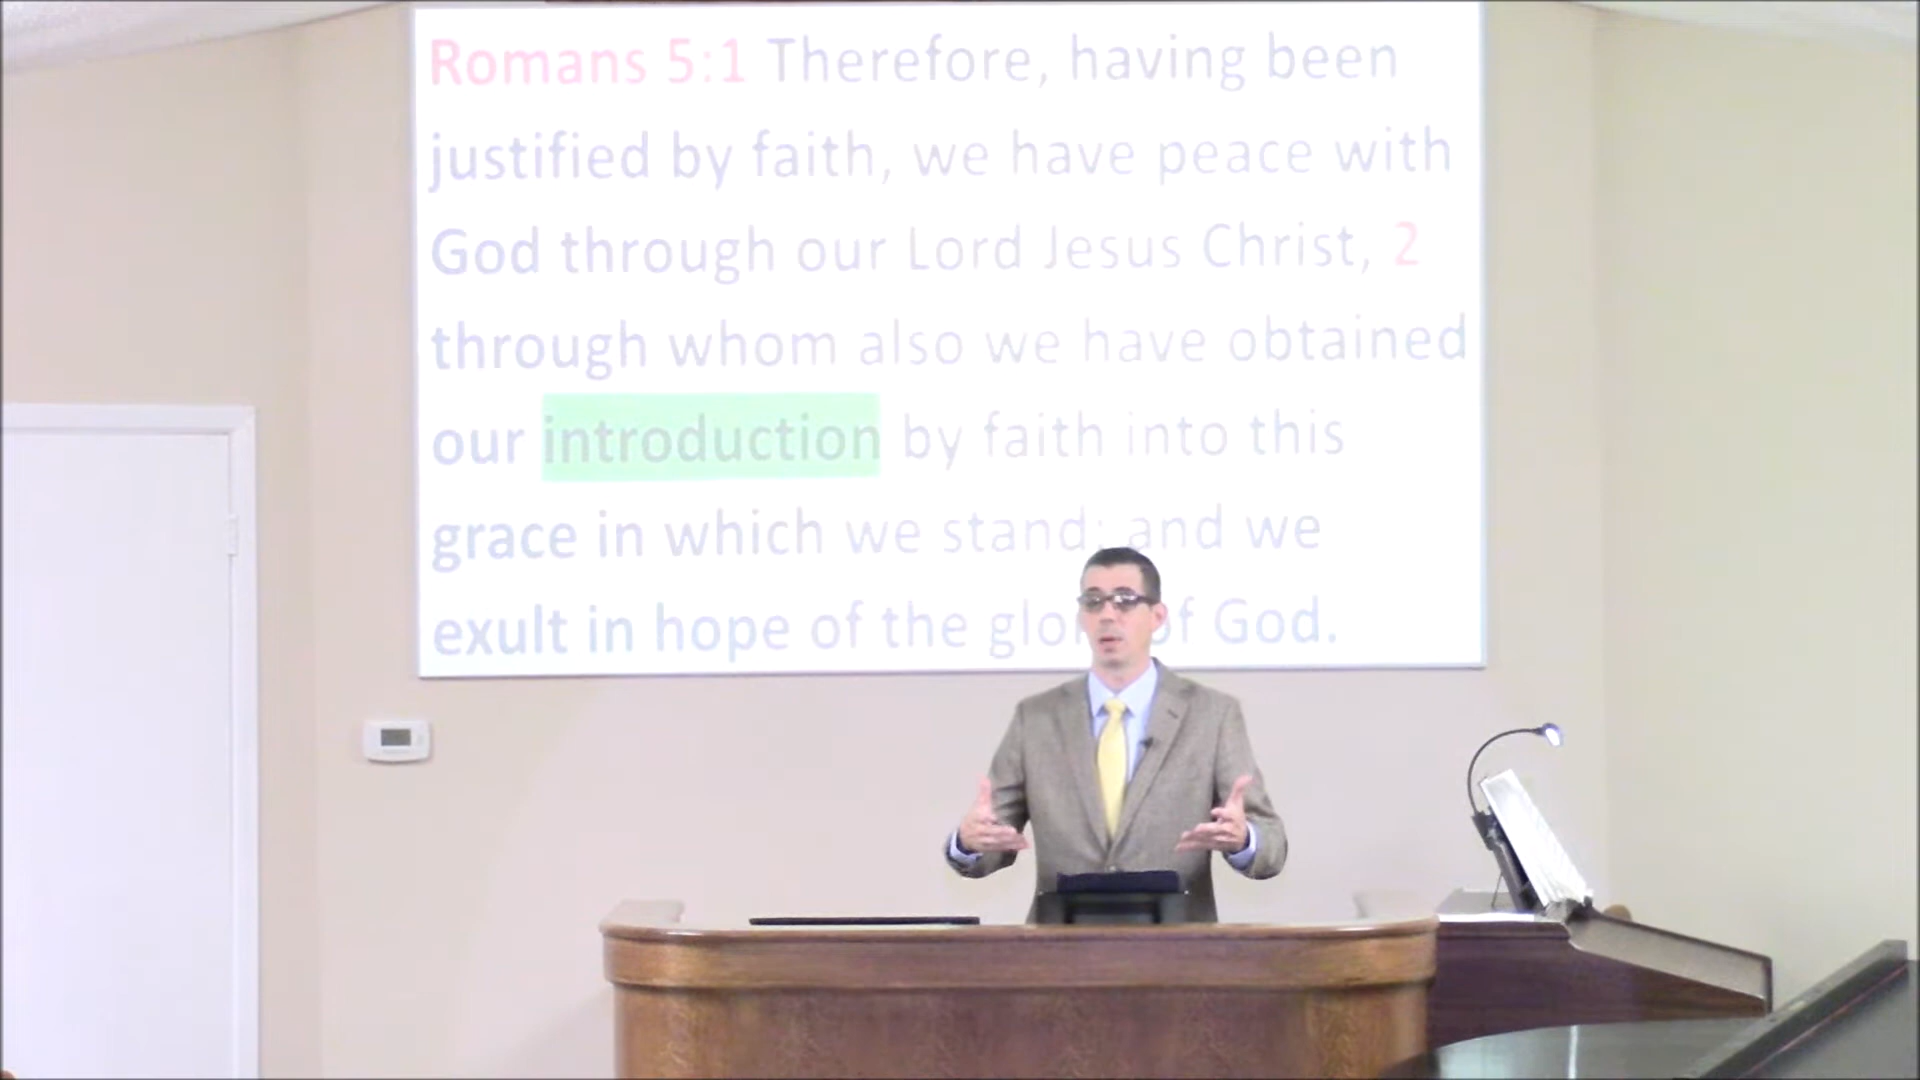 Romans 5:1 Therefore, having been
justified by faith, we have peace with
God through our Lord Jesus Christ, 2
through whom also we have obtained
our introduction by faith into this
grace in which we stand; and we
exult in hope of the glory of God.